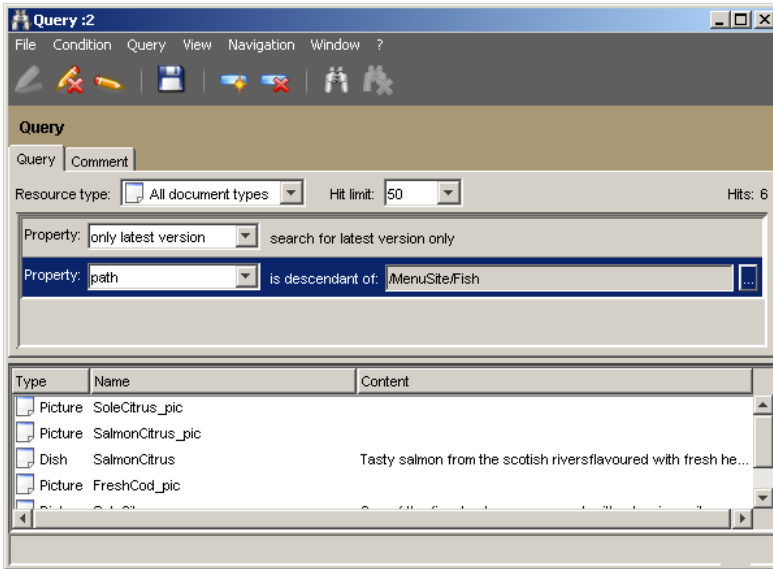 Query :2
File Condition Query View Navigation Window ?
Query
Query Comment
Resource type: All document types Hit limit: 50 Hits: 6
Property: only latest version search for latest version only
Property: path is descendant of: /MenuSite/Fish ...
Type Name Content
Picture SoleCitrus_pic
Picture SalmonCitrus_pic
Dish SalmonCitrus Tasty salmon from the scotish riversflavoured with fresh he...
Picture FreshCod_pic